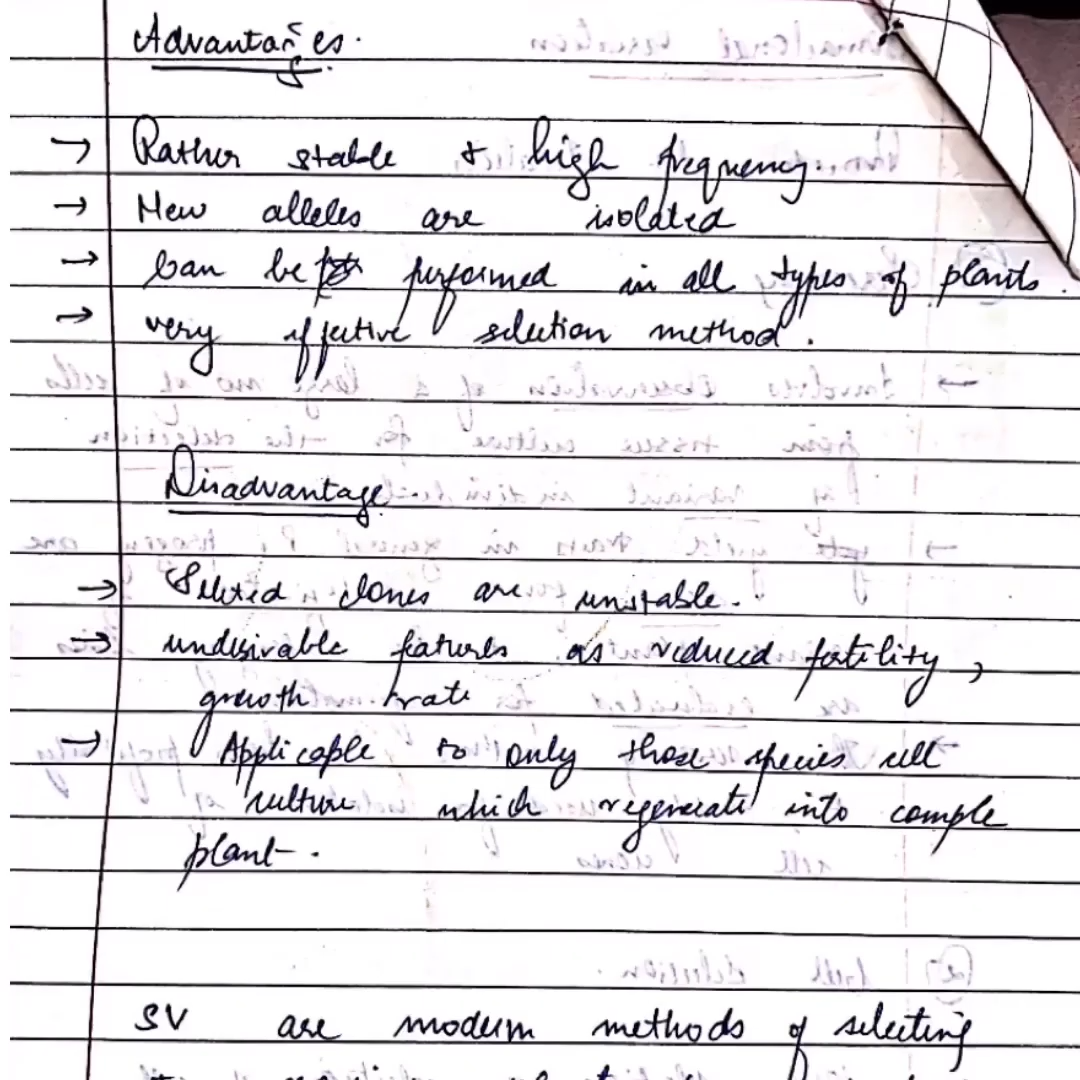 Advantages.
→ Rather stable & high frequency.
→ New alleles are isolated
→ Can be performed in all types of plants.
→ very effective selection method.
Disadvantage
→ Selected clones are unstable.
→ undesirable features as reduced fertility,
growth rate
→ Applicaple to only those species cell
culture which regenerate into comple
plant.
SV are modern methods of selecting